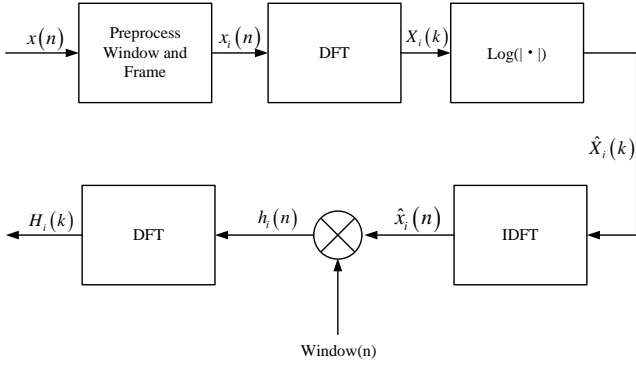 x(n)
Preprocess
Window and
Frame
x_i(n)
DFT
X_i(k)
Log(|•|)
X̂_i(k)
H_i(k)
DFT
h_i(n)
x̂_i(n)
IDFT
Window(n)